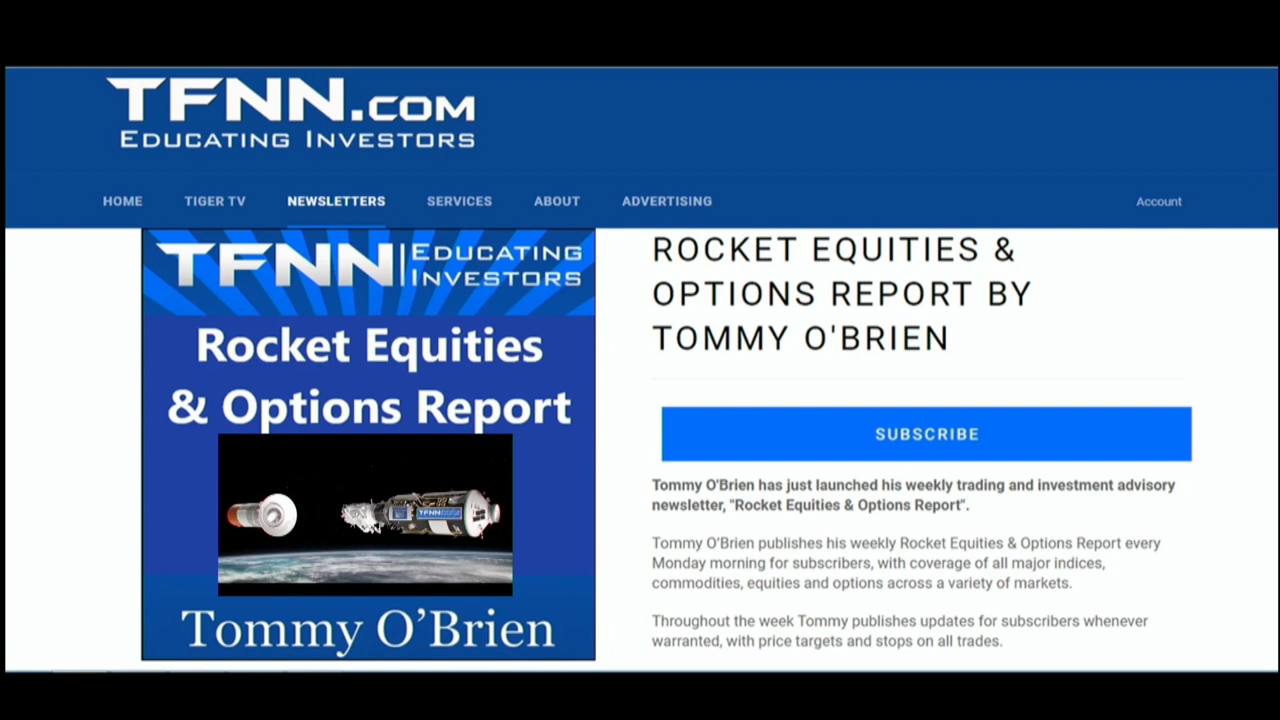 TFNN.COM
EDUCATING INVESTORS
HOME TIGER TV NEWSLETTERS SERVICES ABOUT ADVERTISING Account
TFNN EDUCATING
INVESTORS
Rocket Equities
& Options Report
TFNN
Tommy O’Brien
ROCKET EQUITIES &
OPTIONS REPORT BY
TOMMY O'BRIEN
SUBSCRIBE
Tommy O'Brien has just launched his weekly trading and investment advisory
newsletter, "Rocket Equities & Options Report".
Tommy O’Brien publishes his weekly Rocket Equities & Options Report every
Monday morning for subscribers, with coverage of all major indices,
commodities, equities and options across a variety of markets.
Throughout the week Tommy publishes updates for subscribers whenever
warranted, with price targets and stops on all trades.